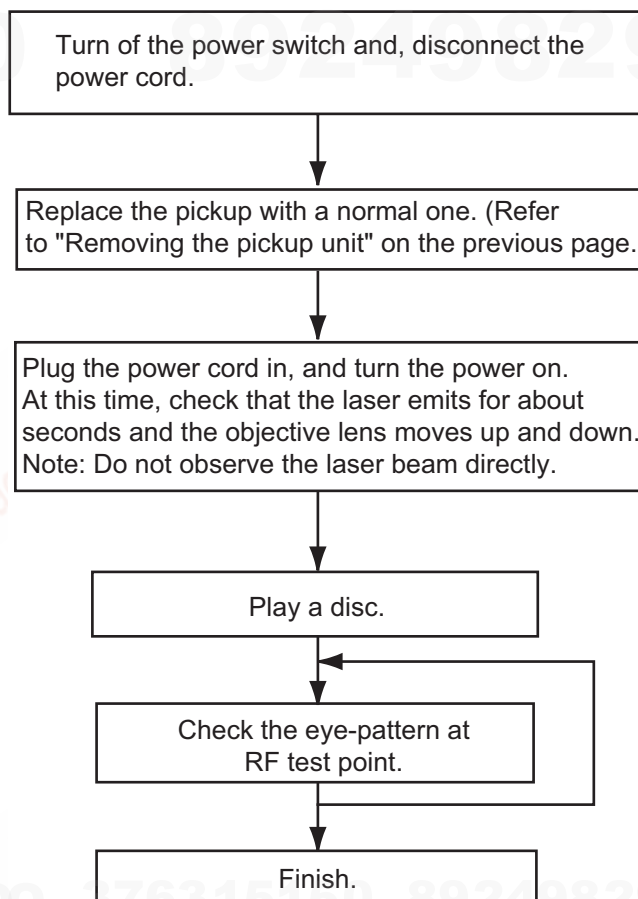 Turn of the power switch and, disconnect the
power cord.
Replace the pickup with a normal one. (Refer
to "Removing the pickup unit" on the previous page.
Plug the power cord in, and turn the power on.
At this time, check that the laser emits for about
seconds and the objective lens moves up and down.
Note: Do not observe the laser beam directly.
Play a disc.
Check the eye-pattern at
RF test point.
Finish.